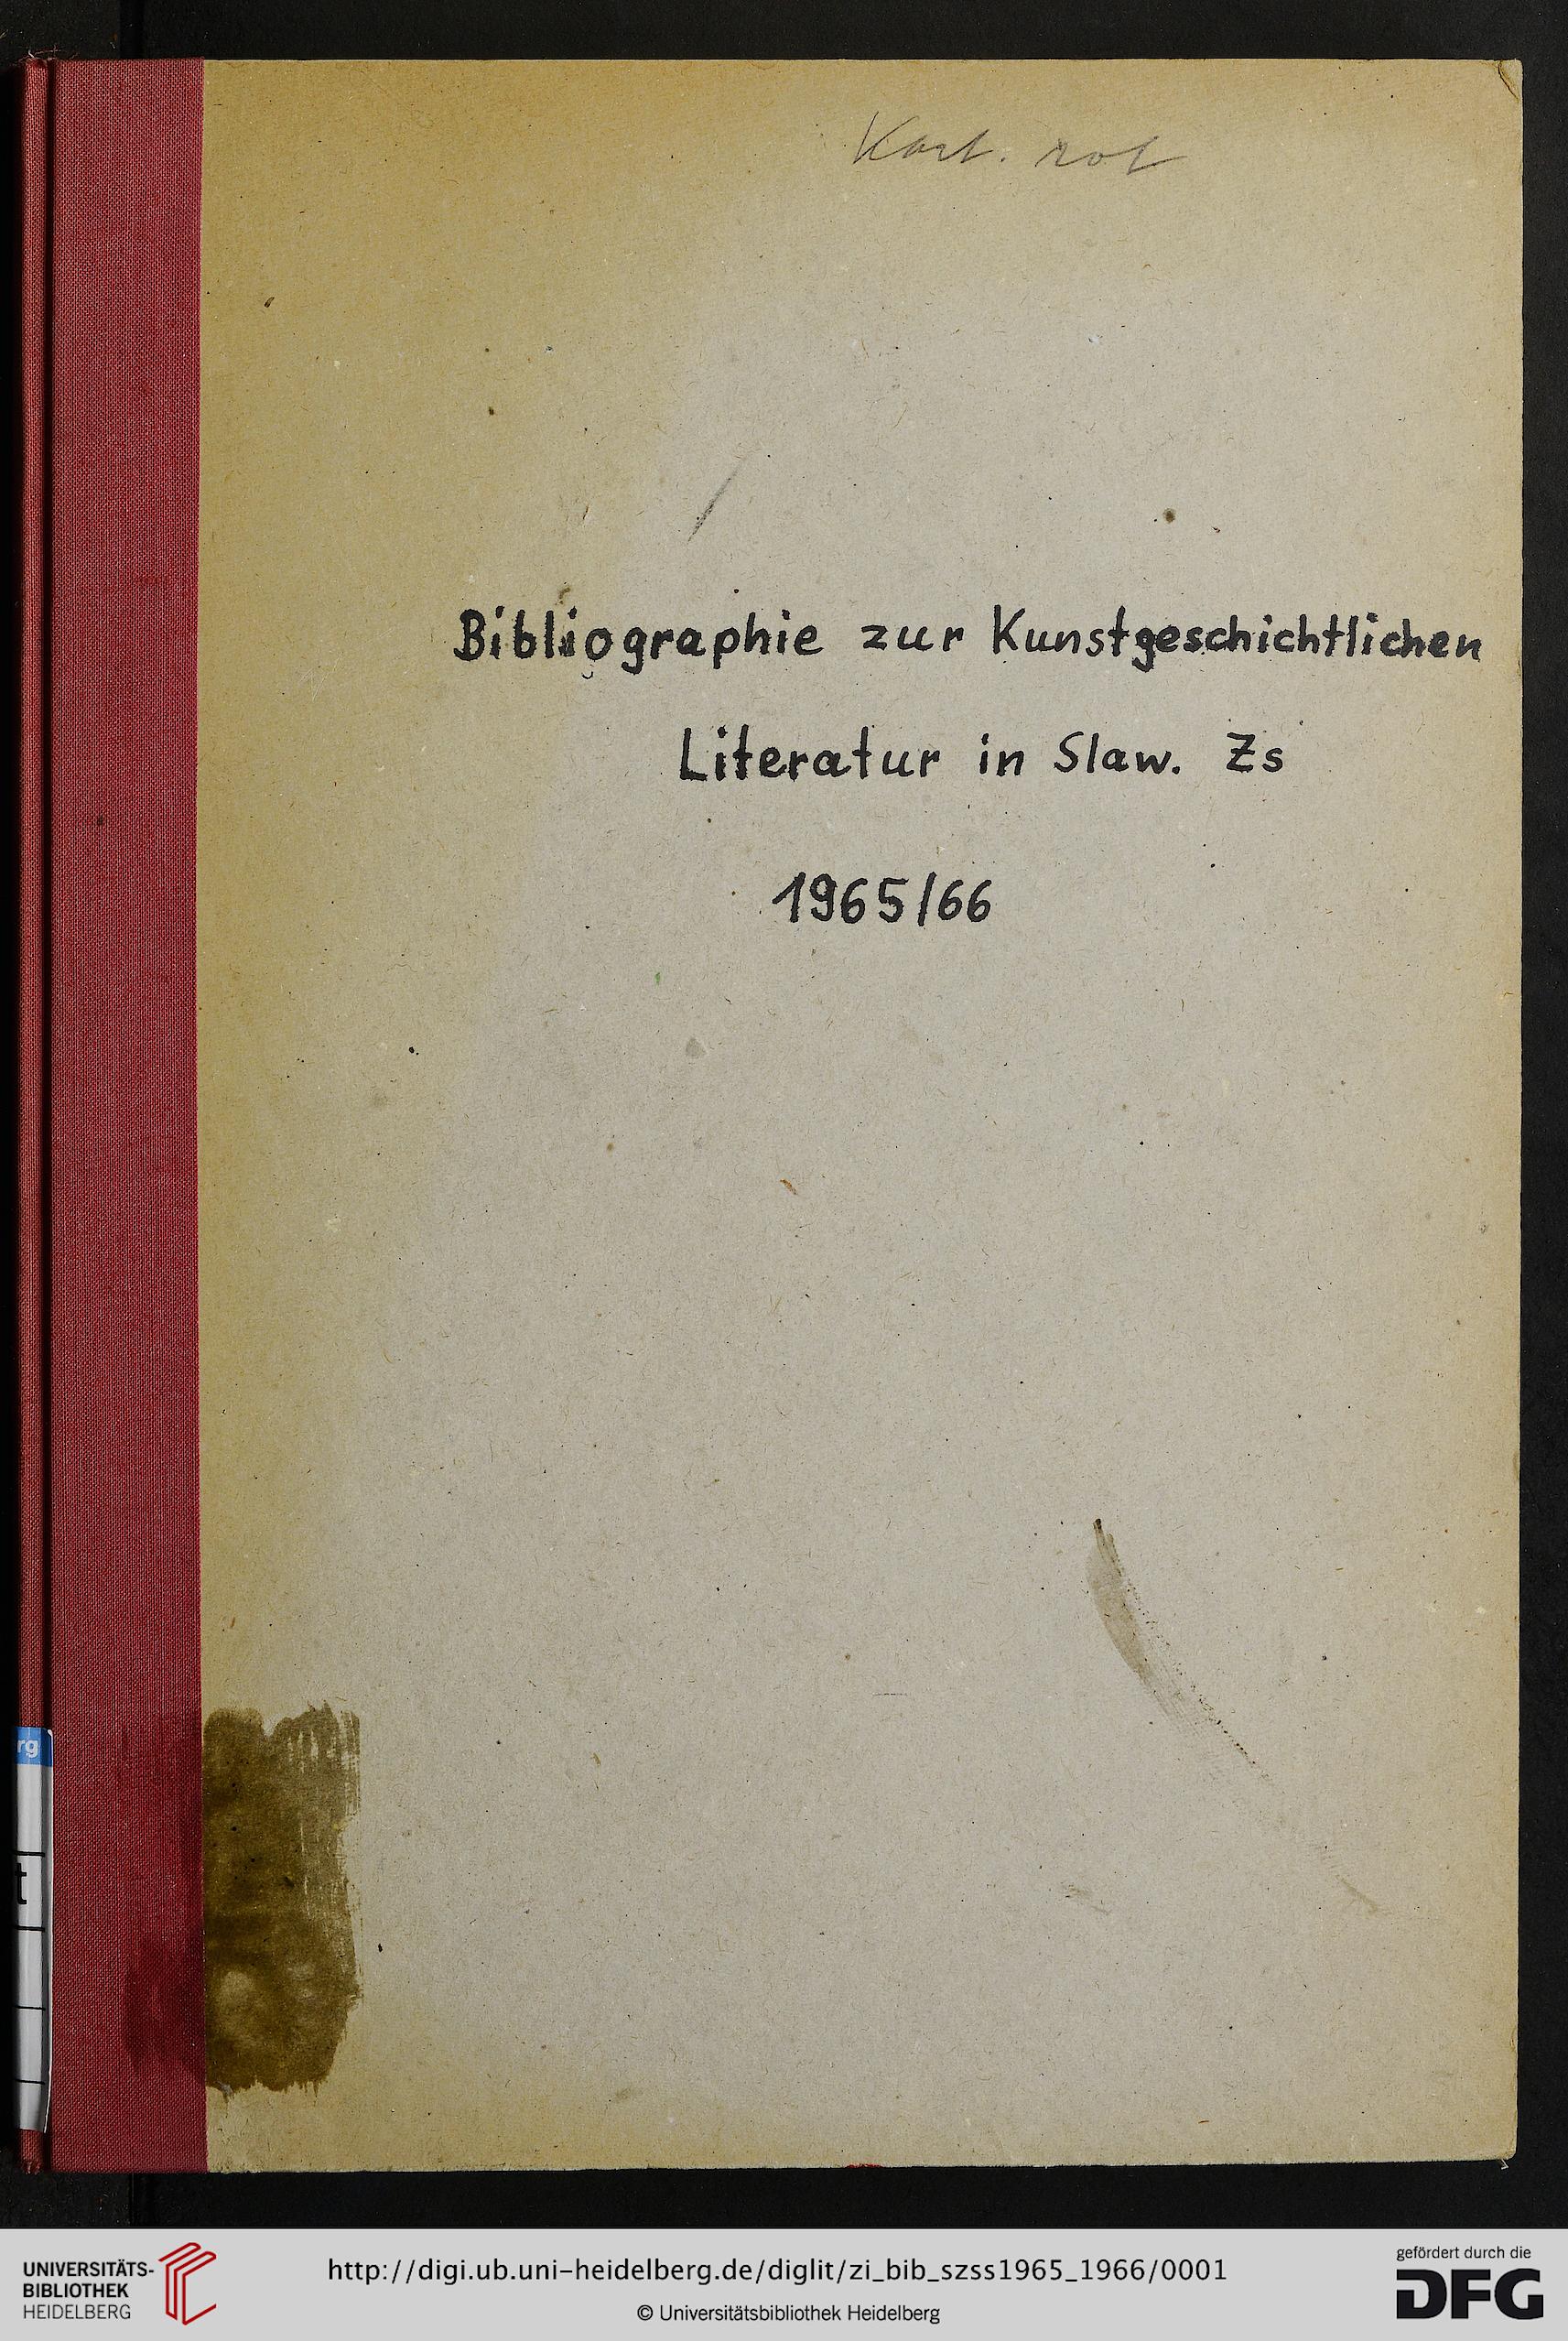 Kart. rot
Bibliographie zur Kunstgeschichtlichen
Literatur in Slaw. Zs
1965/66
rg
t
UNIVERSITÄTS-
BIBLIOTHEK
HEIDELBERG
http://digi.ub.uni-heidelberg.de/diglit/zi_bib_szss1965_1966/0001
© Universitätsbibliothek Heidelberg
gefördert durch die
DFG